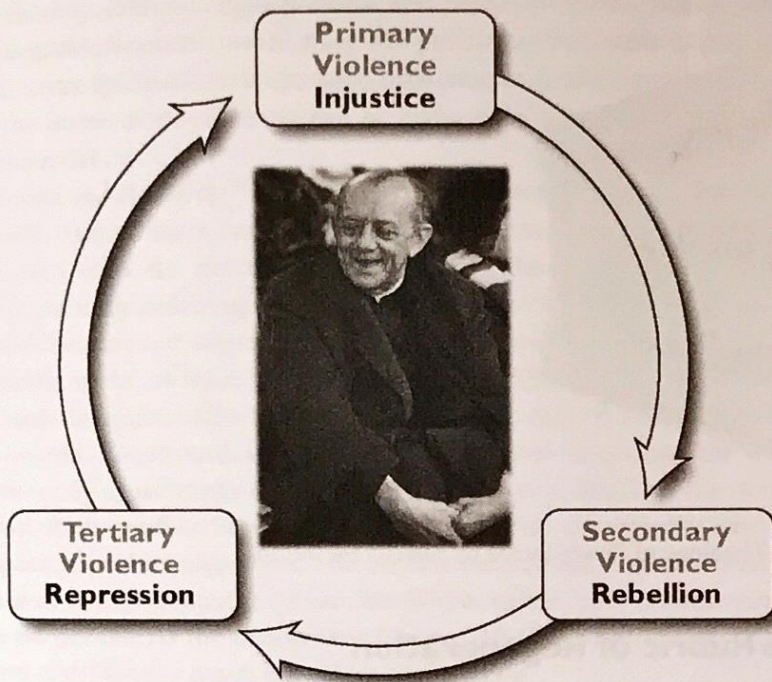 Primary
Violence
Injustice
Tertiary
Violence
Repression
Secondary
Violence
Rebellion